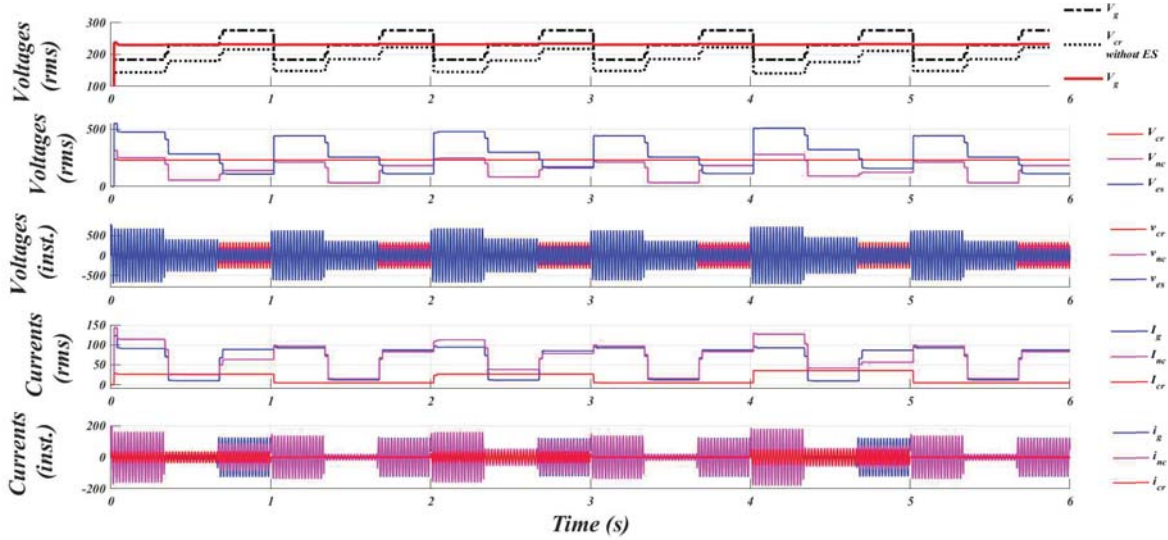 Voltages
(rms)
300
200
100
0
1
2
3
4
5
6
V_g
V_cr
without ES
V_g
Voltages
(rms)
500
0
0
1
2
3
4
5
6
V_cr
V_nc
V_es
Voltages
(inst.)
500
0
-500
0
1
2
3
4
5
6
v_cr
v_nc
v_es
Currents
(rms)
150
100
50
0
0
1
2
3
4
5
6
I_g
I_nc
I_cr
Currents
(inst.)
200
0
-200
0
1
2
3
4
5
6
i_g
i_nc
i_cr
Time (s)